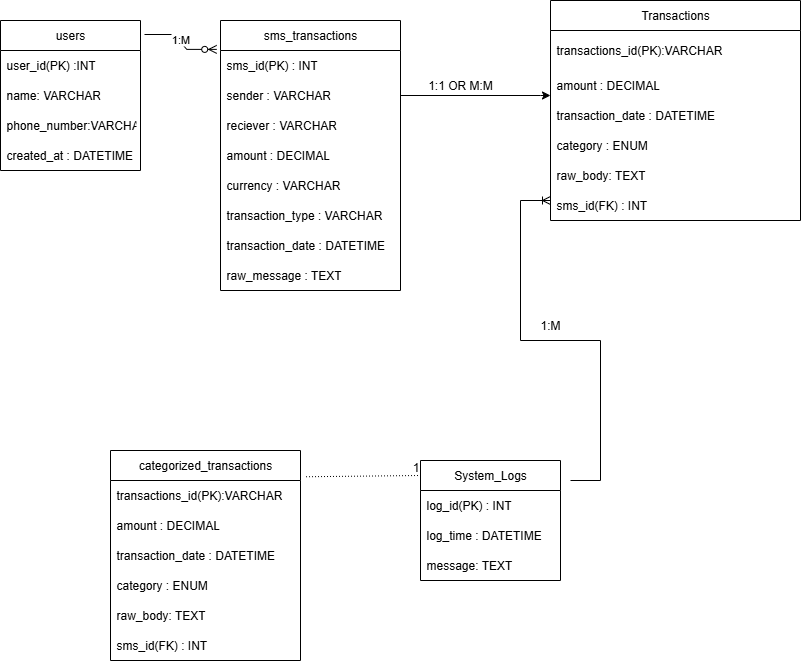 users
user_id(PK) :INT
name: VARCHAR
phone_number:VARCHA
created_at : DATETIME
1:M
sms_transactions
sms_id(PK) : INT
sender : VARCHAR
reciever : VARCHAR
amount : DECIMAL
currency : VARCHAR
transaction_type : VARCHAR
transaction_date : DATETIME
raw_message : TEXT
1:1 OR M:M
Transactions
transactions_id(PK):VARCHAR
amount : DECIMAL
transaction_date : DATETIME
category : ENUM
raw_body: TEXT
sms_id(FK) : INT
1:M
categorized_transactions
transactions_id(PK):VARCHAR
amount : DECIMAL
transaction_date : DATETIME
category : ENUM
raw_body: TEXT
sms_id(FK) : INT
1
System_Logs
log_id(PK) : INT
log_time : DATETIME
message: TEXT